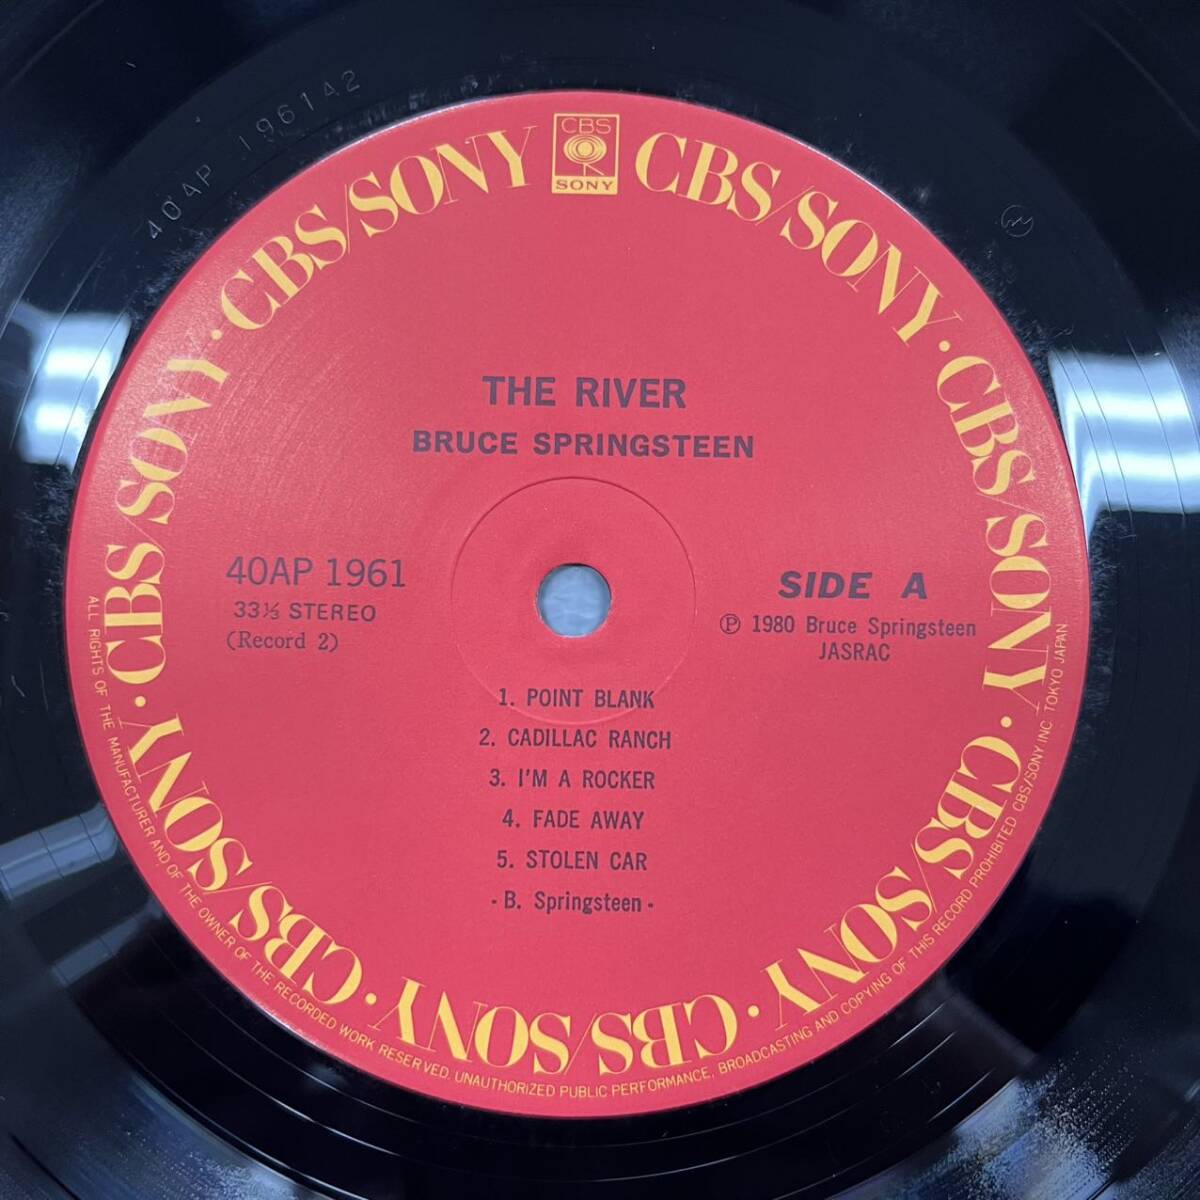 40AP 1961A2
CBS
SONY
CBS/SONY · CBS/SONY · CBS/SONY · CBS/SONY · CBS/SONY · CBS/SONY · CBS/SONY · CBS/SONY · CBS/SONY · CBS/SONY
THE RIVER
BRUCE SPRINGSTEEN
40AP 1961
33⅓ STEREO
(Record 2)
SIDE A
Ⓟ 1980 Bruce Springsteen
JASRAC
1. POINT BLANK
2. CADILLAC RANCH
3. I'M A ROCKER
4. FADE AWAY
5. STOLEN CAR
- B. Springsteen -
ALL RIGHTS OF THE MANUFACTURER AND OF THE OWNER OF THE RECORDED WORK RESERVED. UNAUTHORIZED PUBLIC PERFORMANCE, BROADCASTING AND COPYING OF THIS RECORD PROHIBITED CBS/SONY INC. TOKYO JAPAN